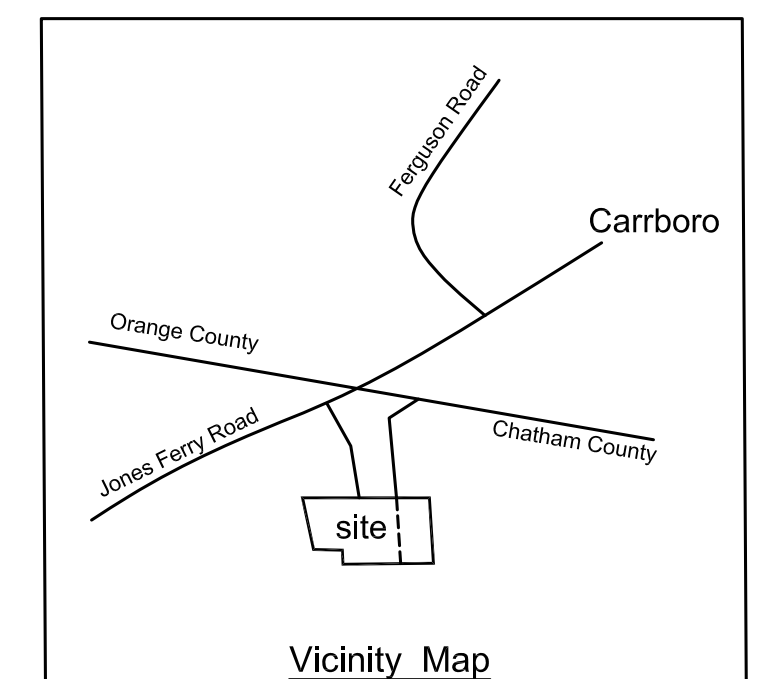 Ferguson Road
Carrboro
Orange County
Jones Ferry Road
Chatham County
site
Vicinity Map